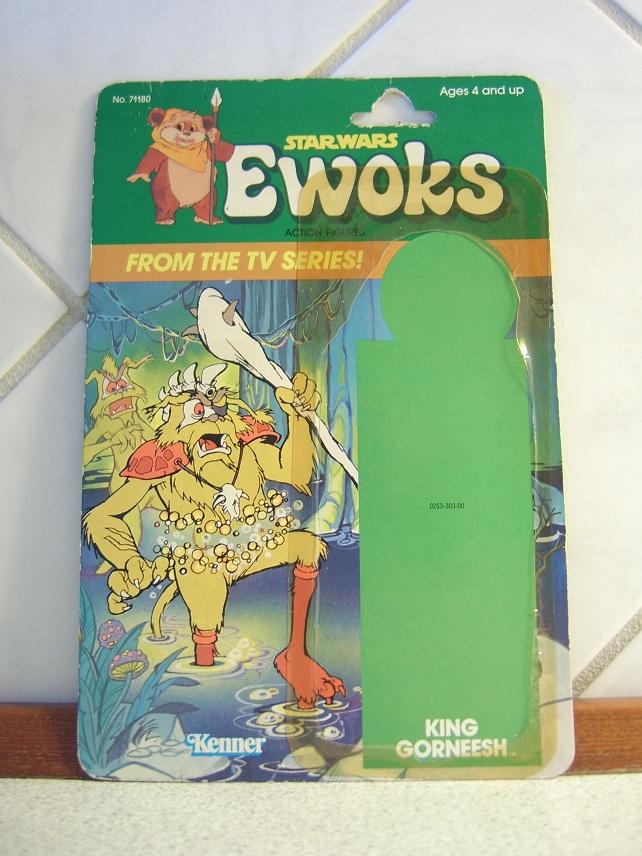 No. 71180
Ages 4 and up
STAR WARS
Ewoks
ACTION FIGURES
FROM THE TV SERIES!
0253-303-00
Kenner
KING
GORNEESH™